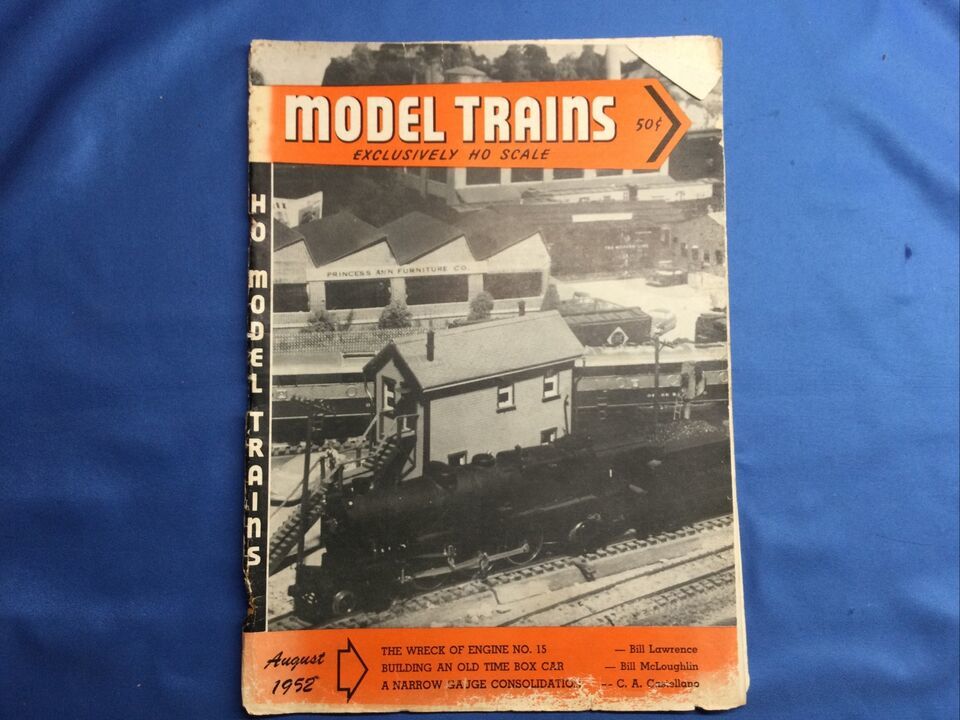 MODEL TRAINS
50¢
EXCLUSIVELY HO SCALE
HO MODEL TRAINS
PRINCESS ANN FURNITURE CO.
August
1952
THE WRECK OF ENGINE NO. 15 — Bill Lawrence
BUILDING AN OLD TIME BOX CAR — Bill McLoughlin
A NARROW GAUGE CONSOLIDATION -- C. A. Castellano